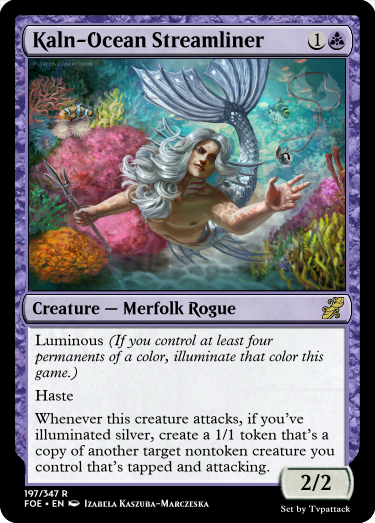 Kaln-Ocean Streamliner 1
Creature — Merfolk Rogue
Luminous (If you control at least four
permanents of a color, illuminate that color this
game.)
Haste
Whenever this creature attacks, if you've
illuminated silver, create a 1/1 token that's a
copy of another target nontoken creature you
control that's tapped and attacking.
2/2
197/347 R
FOE • EN Izabela Kaszuba-Marczeska
Set by Tvpattack